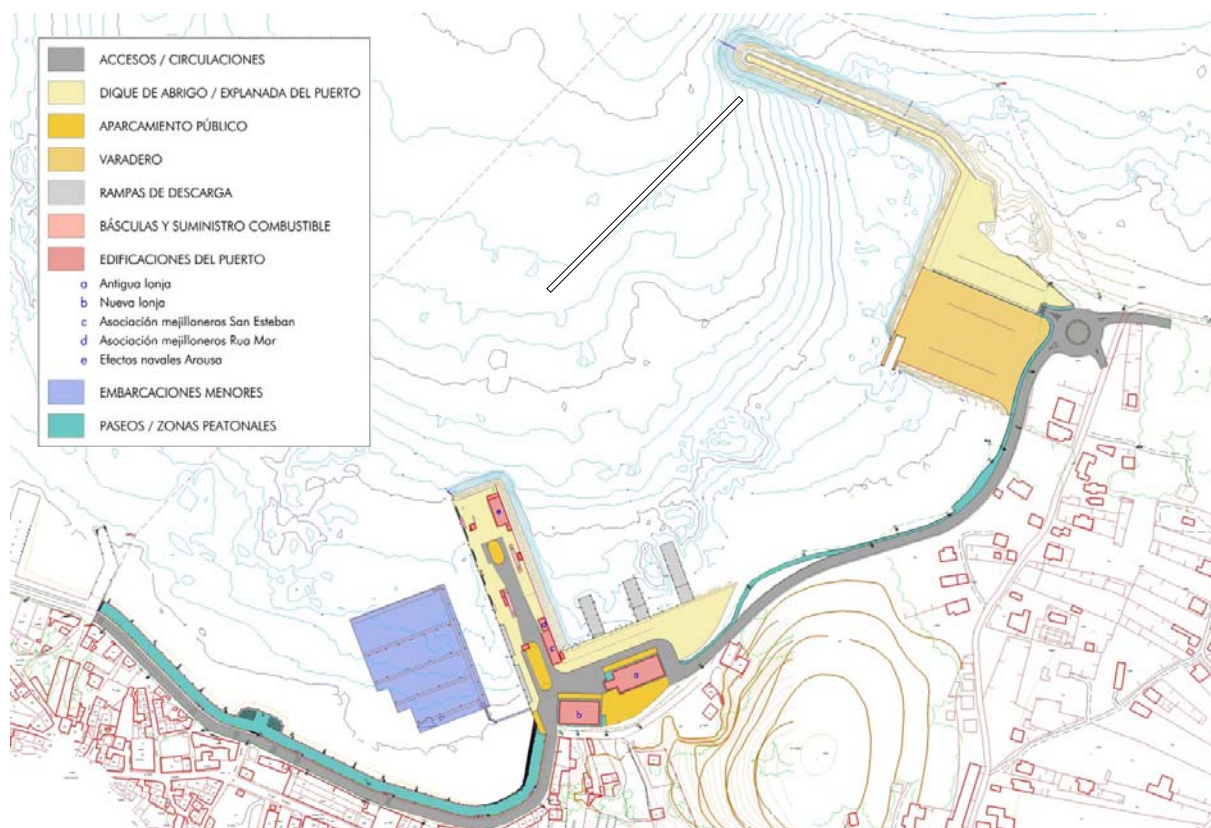 ACCESOS / CIRCULACIONES
DIQUE DE ABRIGO / EXPLANADA DEL PUERTO
APARCAMIENTO PÚBLICO
VARADERO
RAMPAS DE DESCARGA
BÁSCULAS Y SUMINISTRO COMBUSTIBLE
EDIFICACIONES DEL PUERTO
a Antigua lonja
b Nueva lonja
c Asociación mejilloneros San Esteban
d Asociación mejilloneros Rua Mar
e Efectos navales Arousa
EMBARCACIONES MENORES
PASEOS / ZONAS PEATONALES
e
d
c
a
b